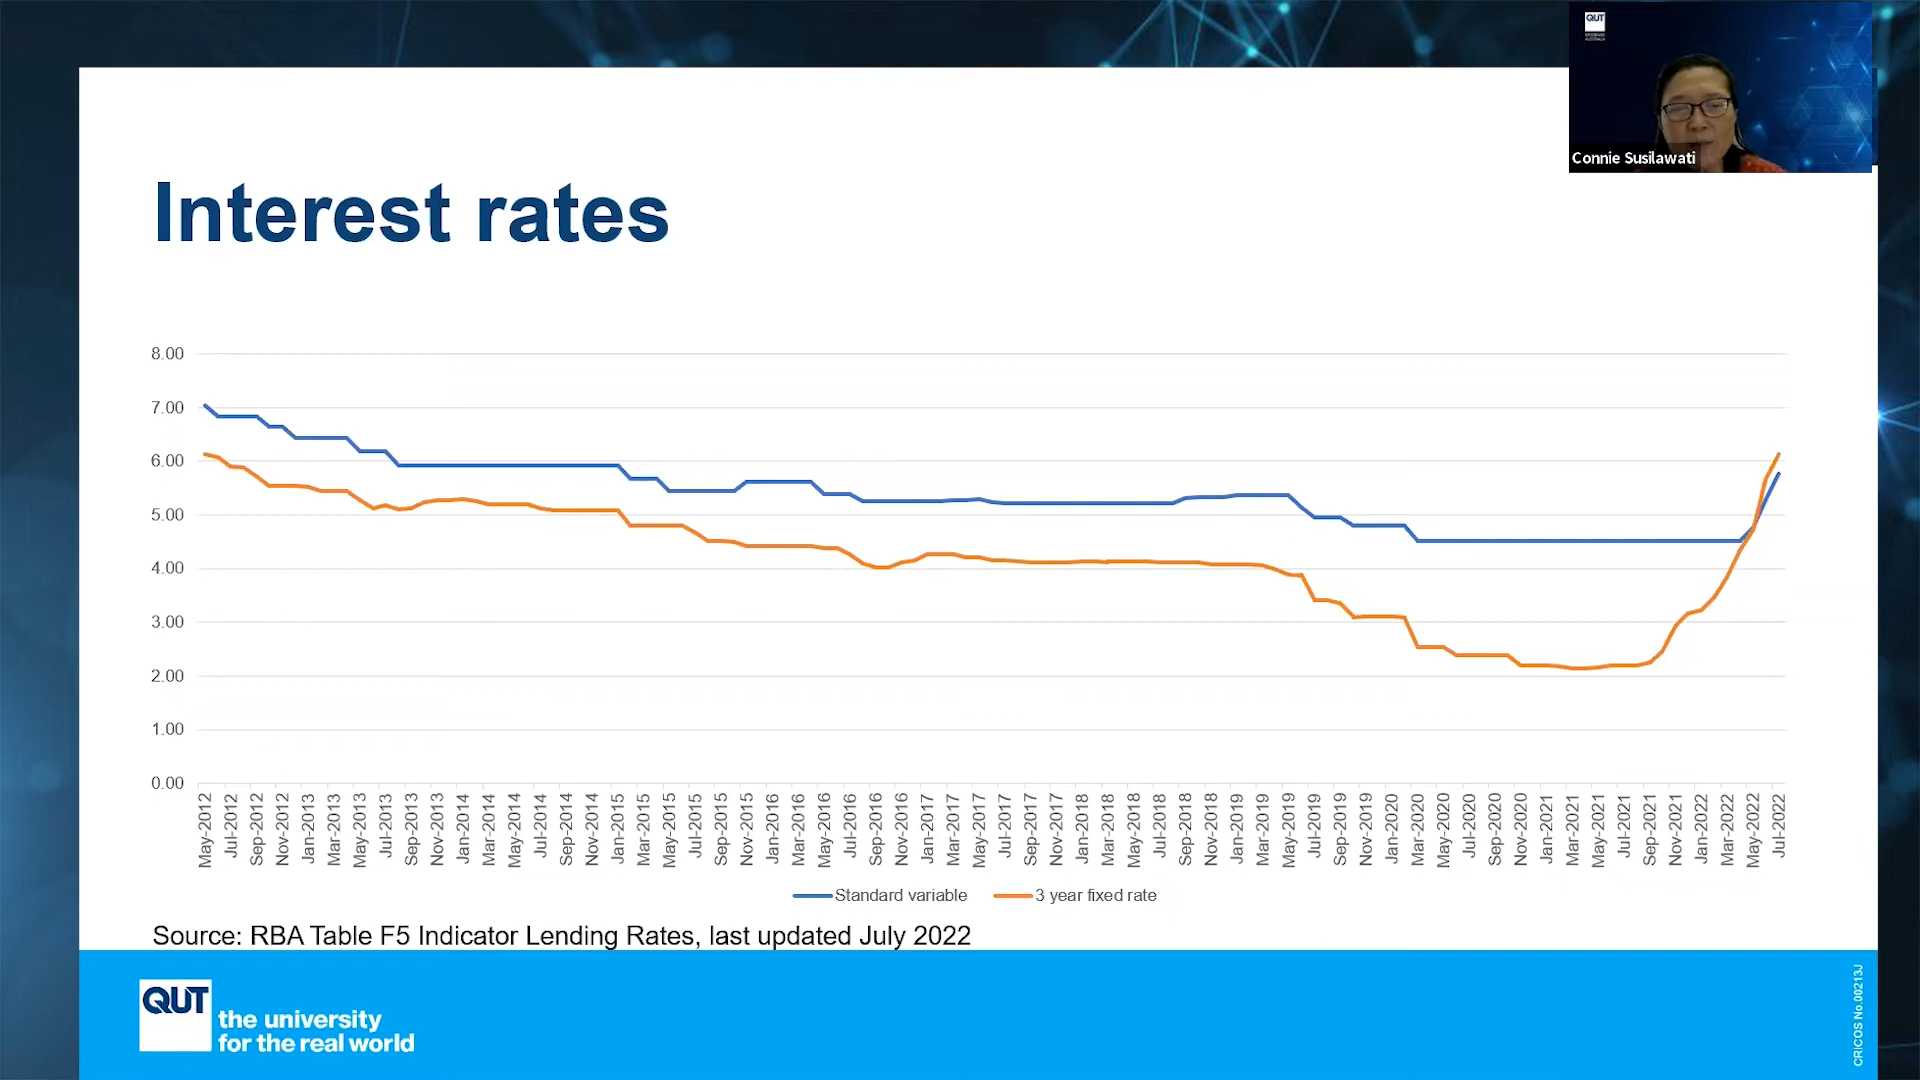 QUT
Connie Susilawati
Interest rates
8.00
7.00
6.00
5.00
4.00
3.00
2.00
1.00
0.00
May-2012
Jul-2012
Sep-2012
Nov-2012
Jan-2013
Mar-2013
May-2013
Jul-2013
Sep-2013
Nov-2013
Jan-2014
Mar-2014
May-2014
Jul-2014
Sep-2014
Nov-2014
Jan-2015
Mar-2015
May-2015
Jul-2015
Sep-2015
Nov-2015
Jan-2016
Mar-2016
May-2016
Jul-2016
Sep-2016
Nov-2016
Jan-2017
Mar-2017
May-2017
Jul-2017
Sep-2017
Nov-2017
Jan-2018
Mar-2018
May-2018
Jul-2018
Sep-2018
Nov-2018
Jan-2019
Mar-2019
May-2019
Jul-2019
Sep-2019
Nov-2019
Jan-2020
Mar-2020
May-2020
Jul-2020
Sep-2020
Nov-2020
Jan-2021
Mar-2021
May-2021
Jul-2021
Sep-2021
Nov-2021
Jan-2022
Mar-2022
May-2022
Jul-2022
Standard variable
3 year fixed rate
Source: RBA Table F5 Indicator Lending Rates, last updated July 2022
QUT
the university
for the real world
CRICOS No.00213J